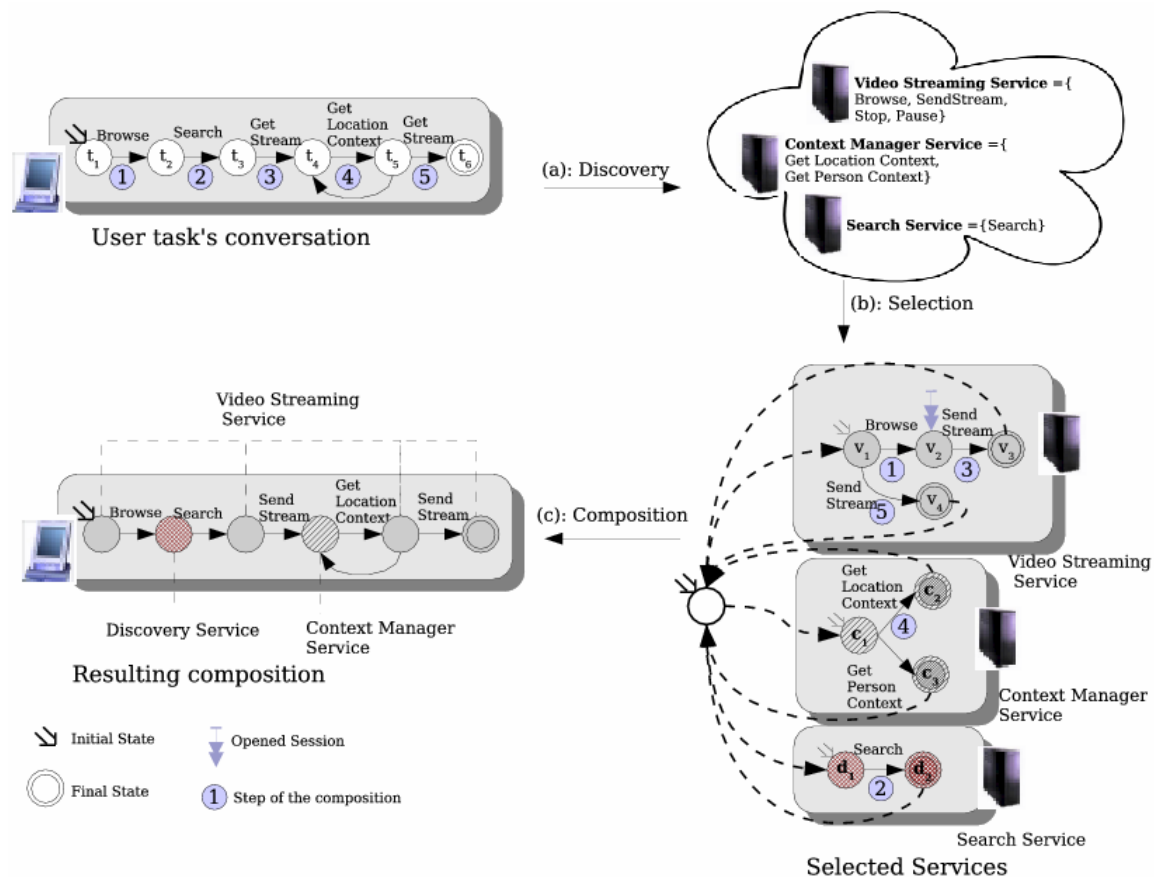 Browse
Search
Get
Stream
Get
Location
Context
Get
Stream
t1
t2
t3
t4
t5
t6
1
2
3
4
5
User task's conversation
(a): Discovery
Video Streaming Service ={
Browse, SendStream,
Stop, Pause}
Context Manager Service ={
Get Location Context,
Get Person Context}
Search Service ={Search}
(b): Selection
Browse
Send
Stream
v1
v2
v3
1
3
Send
Stream
5
v4
Video Streaming
Service
Get
Location
Context
c2
c1
4
Get
Person
Context
c3
Context Manager
Service
Search
d1
d2
2
Search Service
Selected Services
(c): Composition
Video Streaming
Service
Browse
Search
Send
Stream
Get
Location
Context
Send
Stream
Discovery Service
Context Manager
Service
Resulting composition
Initial State
Opened Session
Final State
1
Step of the composition